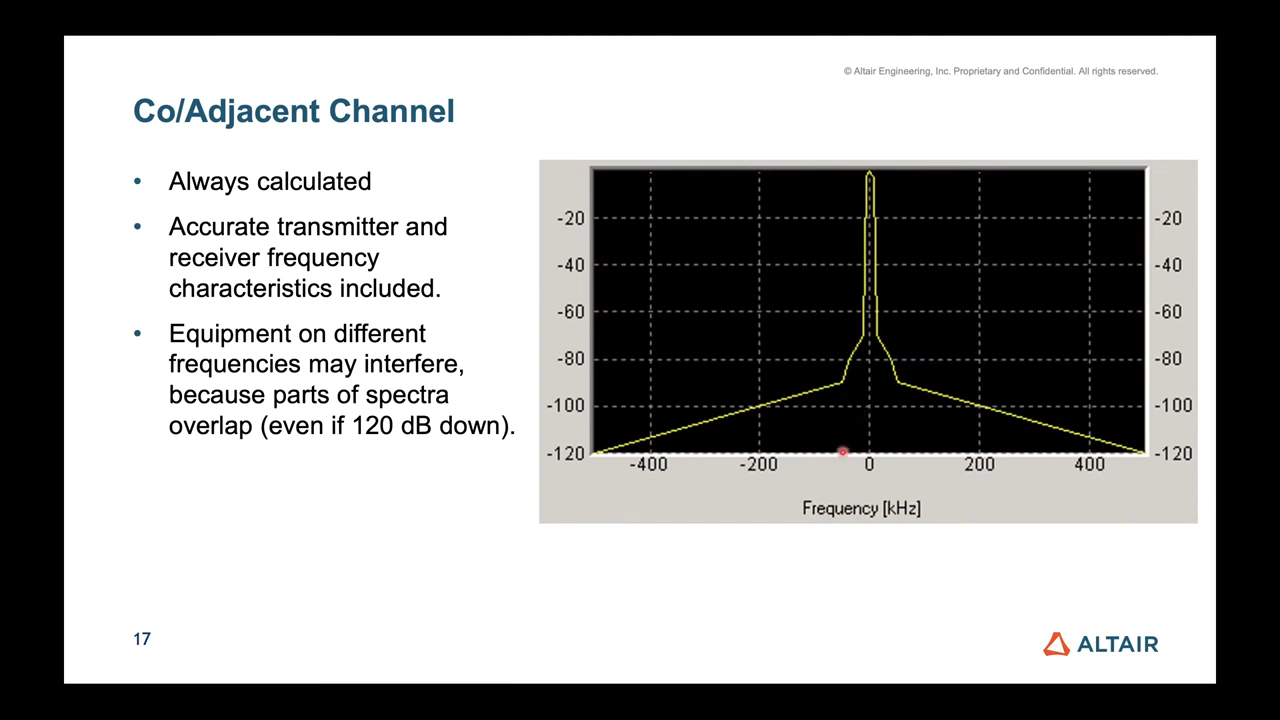 © Altair Engineering, Inc. Proprietary and Confidential. All rights reserved.
Co/Adjacent Channel
• Always calculated
• Accurate transmitter and
receiver frequency
characteristics included.
• Equipment on different
frequencies may interfere,
because parts of spectra
overlap (even if 120 dB down).
-20 -20
-40 -40
-60 -60
-80 -80
-100 -100
-120 -120
-400 -200 0 200 400
Frequency [kHz]
17
ALTAIR